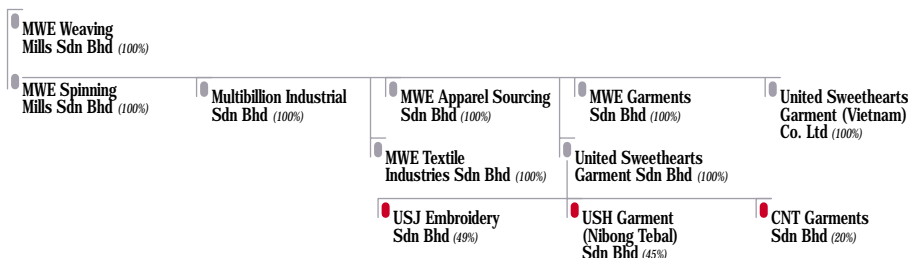 MWE Weaving
Mills Sdn Bhd (100%)
MWE Spinning
Mills Sdn Bhd (100%)
Multibillion Industrial
Sdn Bhd (100%)
MWE Apparel Sourcing
Sdn Bhd (100%)
MWE Garments
Sdn Bhd (100%)
United Sweethearts
Garment (Vietnam)
Co. Ltd (100%)
MWE Textile
Industries Sdn Bhd (100%)
United Sweethearts
Garment Sdn Bhd (100%)
USJ Embroidery
Sdn Bhd (49%)
USH Garment
(Nibong Tebal)
Sdn Bhd (45%)
CNT Garments
Sdn Bhd (20%)